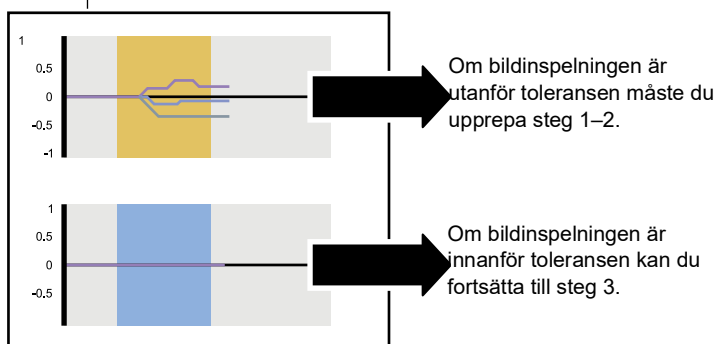 1
0.5
0
-0.5
-1
Om bildinspelningen är
utanför toleransen måste du
upprepa steg 1–2.
1
0.5
0
-0.5
Om bildinspelningen är
innanför toleransen kan du
fortsätta till steg 3.